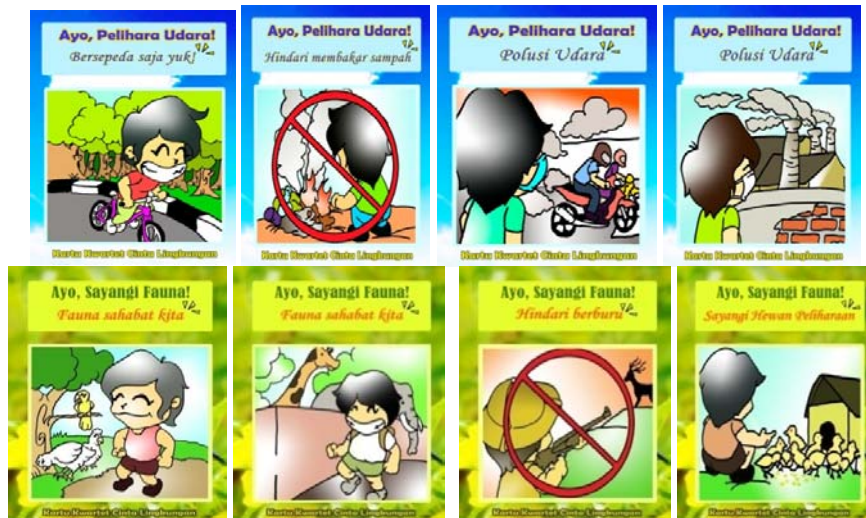 Ayo, Pelihara Udara!
Bersepeda saja yuk!
Kartu Kwartet Cinta Lingkungan
Ayo, Pelihara Udara!
Hindari membakar sampah
Kartu Kwartet Cinta Lingkungan
Ayo, Pelihara Udara!
Polusi Udara
Kartu Kwartet Cinta Lingkungan
Ayo, Pelihara Udara!
Polusi Udara
Kartu Kwartet Cinta Lingkungan
Ayo, Sayangi Fauna!
Fauna sahabat kita
Kartu Kwartet Cinta Lingkungan
Ayo, Sayangi Fauna!
Fauna sahabat kita
Kartu Kwartet Cinta Lingkungan
Ayo, Sayangi Fauna!
Hindari berburu
Kartu Kwartet Cinta Lingkungan
Ayo, Sayangi Fauna!
Sayangi Hewan Peliharaan
Kartu Kwartet Cinta Lingkungan